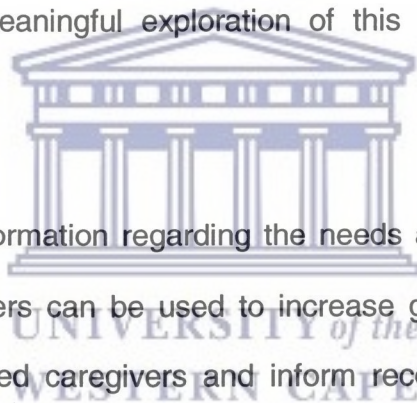 eaningful exploration of this
ormation regarding the needs a
ers can be used to increase g
UNIVERSITY of the
ed caregivers and inform reco
WESTERN CAPE